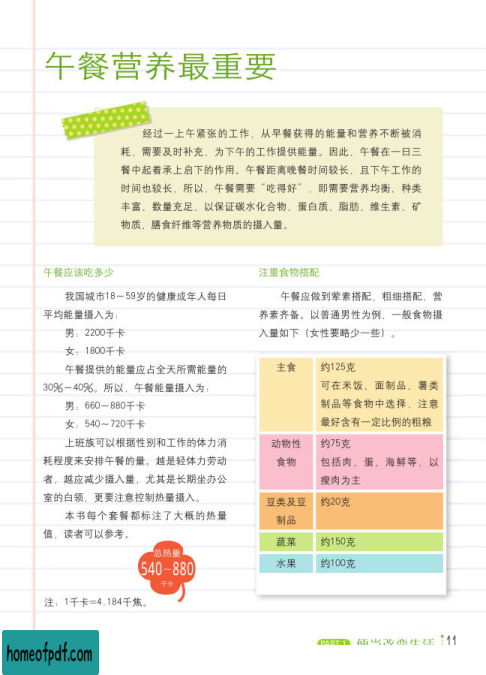 午餐营养最重要
经过一上午紧张的工作，从早餐获得的能量和营养不断被消
耗，需要及时补充，为下午的工作提供能量。因此，午餐在一日三
餐中起着承上启下的作用。午餐距离晚餐时间较长，且下午工作的
时间也较长，所以，午餐需要“吃得好”，即需要营养均衡、种类
丰富、数量充足，以保证碳水化合物、蛋白质、脂肪、维生素、矿
物质、膳食纤维等营养物质的摄入量。
午餐应该吃多少
我国城市18－59岁的健康成年人每日
平均能量摄入为：
男：2200千卡
女：1800千卡
午餐提供的能量应占全天所需能量的
30%～40%。所以，午餐能量摄入为：
男：660－880千卡
女：540～720千卡
上班族可以根据性别和工作的体力消
耗程度来安排午餐的量。越是轻体力劳动
者，越应减少摄入量，尤其是长期坐办公
室的白领，更要注意控制热量摄入。
本书每个套餐都标注了大概的热量
值，读者可以参考。
总热量
540~880
千卡
注：1千卡=4.184千焦。
注重食物搭配
午餐应做到荤素搭配，粗细搭配，营
养素齐备。以普通男性为例，一般食物摄
入量如下（女性要略少一些）。
主食 约125克
可在米饭、面制品、薯类
制品等食物中选择，注意
最好含有一定比例的粗粮
动物性 约75克
食物 包括肉、蛋、海鲜等，以
瘦肉为主
豆类及豆 约20克
制品
蔬菜 约150克
水果 约100克
PART 1 便当改变生活 11
homeofpdf.com